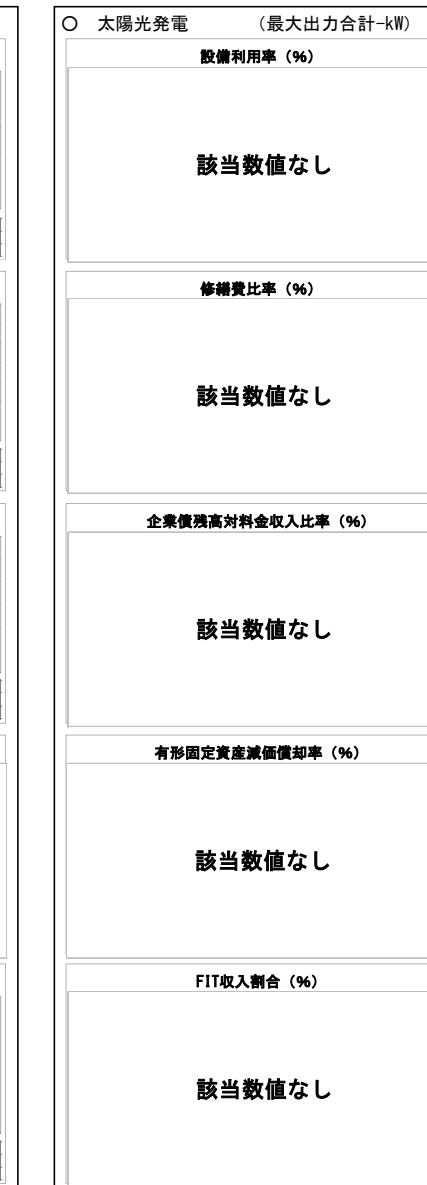 ○ 太陽光発電 （最大出力合計-kW）
設備利用率（%）
該当数値なし
修繕費比率（%）
該当数値なし
企業債残高対料金収入比率（%）
該当数値なし
有形固定資産減価償却率（%）
該当数値なし
FIT収入割合（%）
該当数値なし